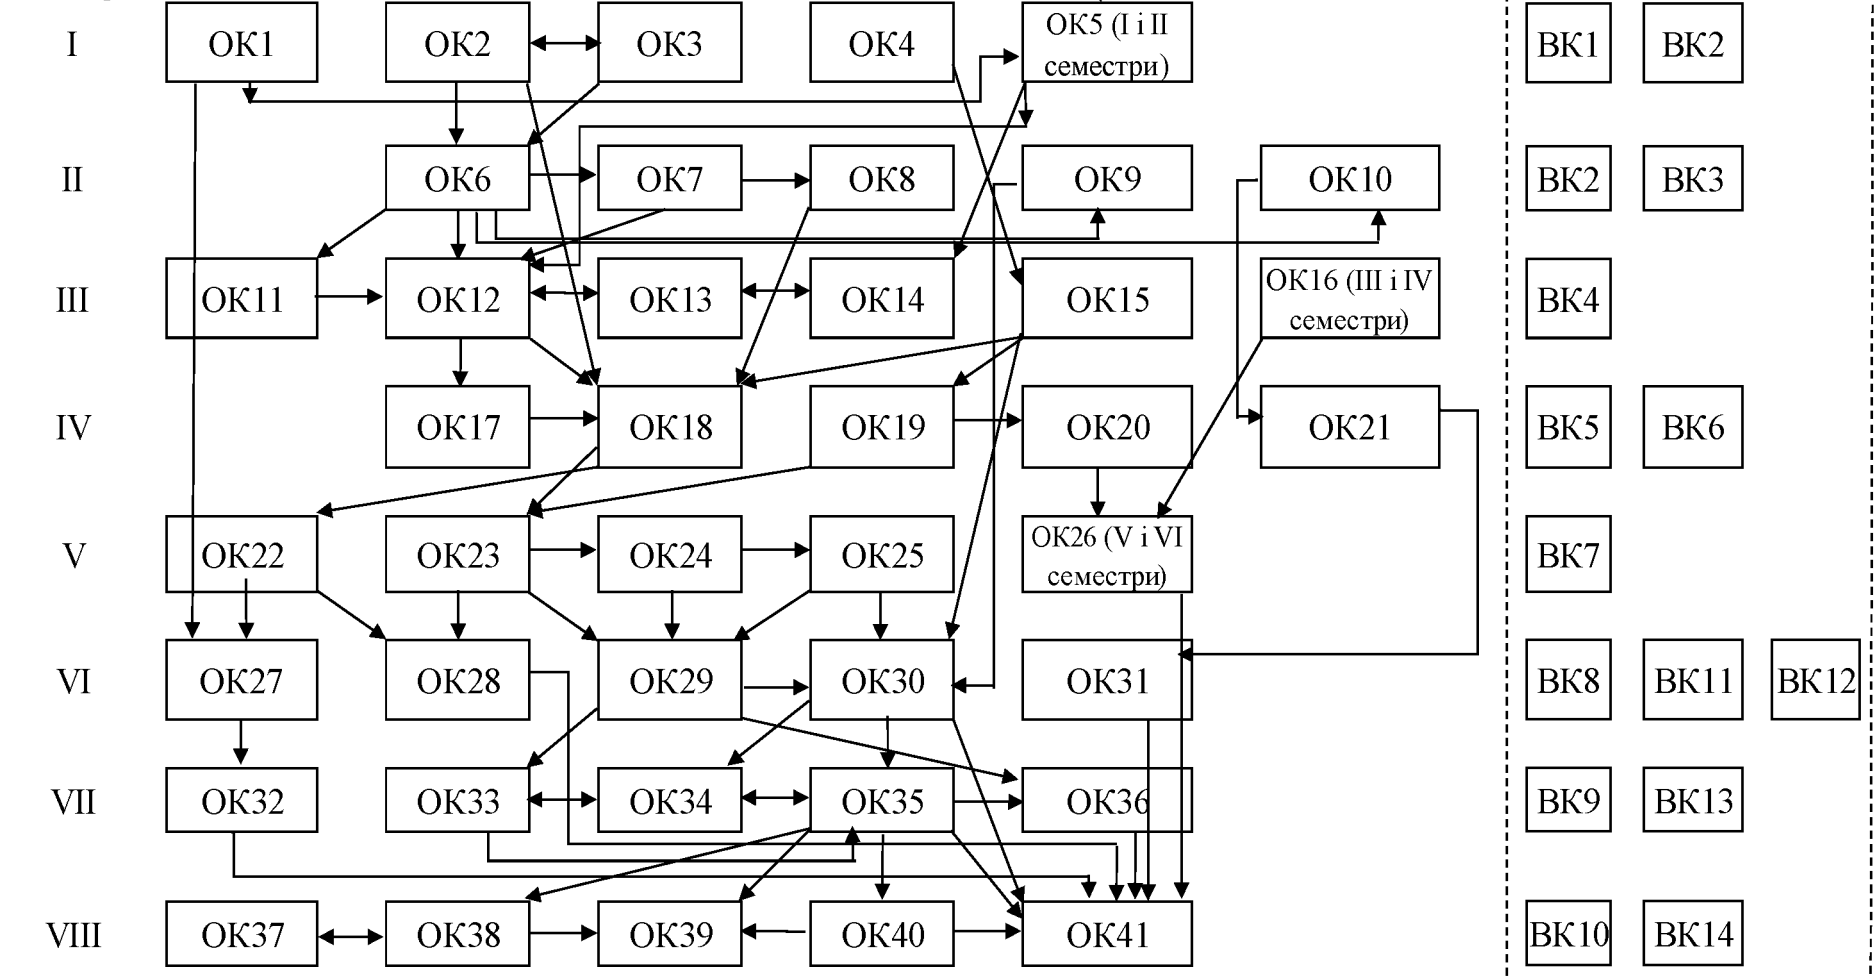 I ОК1 ОК2 ОК3 ОК4 ОК5 (І і ІІ
семестри) ВК1 ВК2
II ОК6 ОК7 ОК8 ОК9 ОК10 ВК2 ВК3
III ОК11 ОК12 ОК13 ОК14 ОК15 ОК16 (ІІІ і ІV
семестри) ВК4
IV ОК17 ОК18 ОК19 ОК20 ОК21 ВК5 ВК6
V ОК22 ОК23 ОК24 ОК25 ОК26 (V і VI
семестри) ВК7
VI ОК27 ОК28 ОК29 ОК30 ОК31 ВК8 ВК11 ВК12
VII ОК32 ОК33 ОК34 ОК35 ОК36 ВК9 ВК13
VIII ОК37 ОК38 ОК39 ОК40 ОК41 ВК10 ВК14